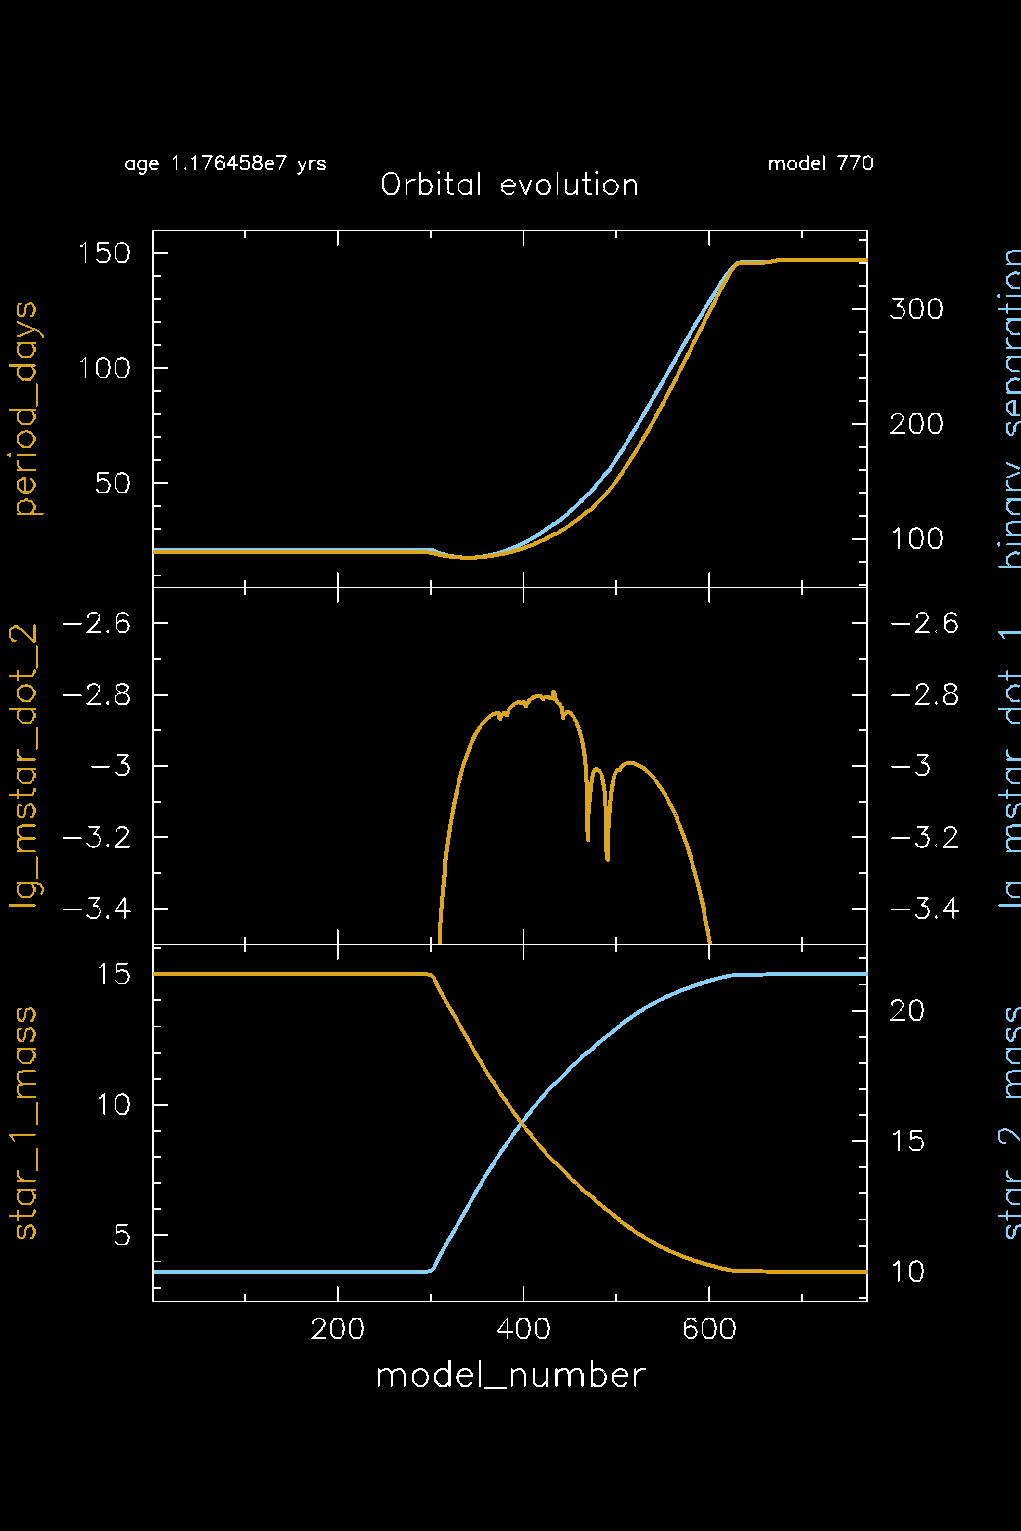 age 1.176458e7 yrs
model 770
Orbital evolution
period_days
150
100
50
300
200
100
binary_separation
lg_mstar_dot_2
−2.6
−2.8
−3
−3.2
−3.4
−2.6
−2.8
−3
−3.2
−3.4
lg_mstar_dot_1
star_1_mass
15
10
5
20
15
10
star_2_mass
200
400
600
model_number